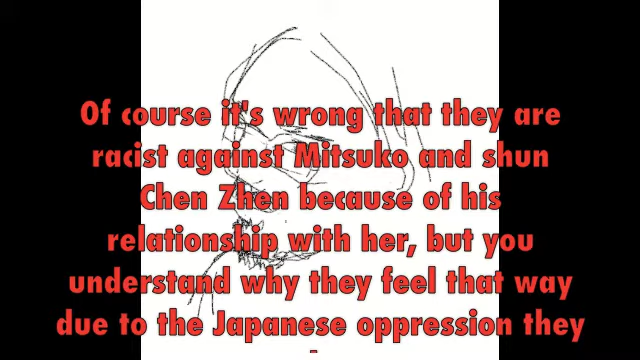 Of course it's wrong that they are
racist against Mitsuko and shun
Chen Zhen because of his
relationship with her, but you
understand why they feel that way
due to the Japanese oppression they